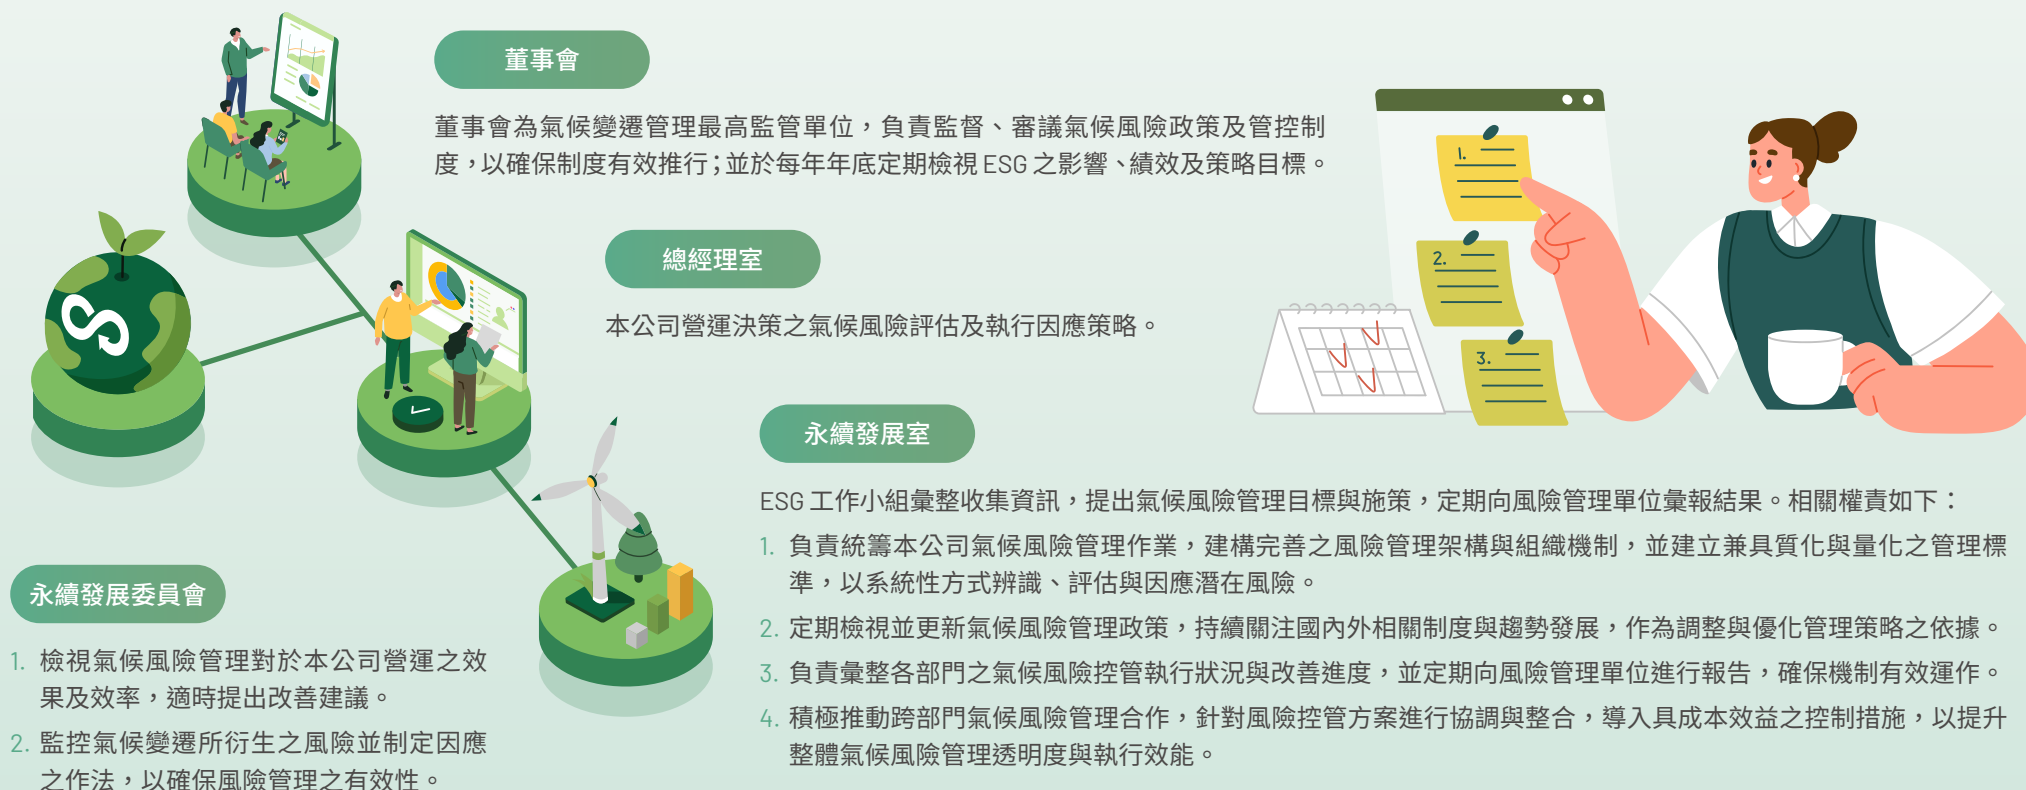 董事會
董事會為氣候變遷管理最高監管單位，負責監督、審議氣候風險政策及管控制
度，以確保制度有效推行；並於每年年底定期檢視 ESG 之影響、績效及策略目標。
總經理室
本公司營運決策之氣候風險評估及執行因應策略。
1.
2.
3.
永續發展室
ESG 工作小組彙整收集資訊，提出氣候風險管理目標與施策，定期向風險管理單位彙報結果。相關權責如下：
1. 負責統籌本公司氣候風險管理作業，建構完善之風險管理架構與組織機制，並建立兼具質化與量化之管理標
準，以系統性方式辨識、評估與因應潛在風險。
2. 定期檢視並更新氣候風險管理政策，持續關注國內外相關制度與趨勢發展，作為調整與優化管理策略之依據。
3. 負責彙整各部門之氣候風險控管執行狀況與改善進度，並定期向風險管理單位進行報告，確保機制有效運作。
4. 積極推動跨部門氣候風險管理合作，針對風險控管方案進行協調與整合，導入具成本效益之控制措施，以提升
整體氣候風險管理透明度與執行效能。
永續發展委員會
1. 檢視氣候風險管理對於本公司營運之效
果及效率，適時提出改善建議。
2. 監控氣候變遷所衍生之風險並制定因應
之作法，以確保風險管理之有效性。